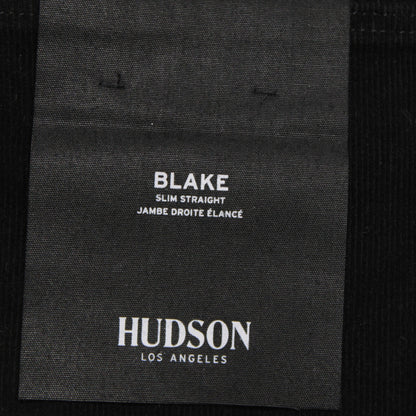 BLAKE
SLIM STRAIGHT
JAMBE DROITE ÉLANCÉ
HUDSON
LOS ANGELES